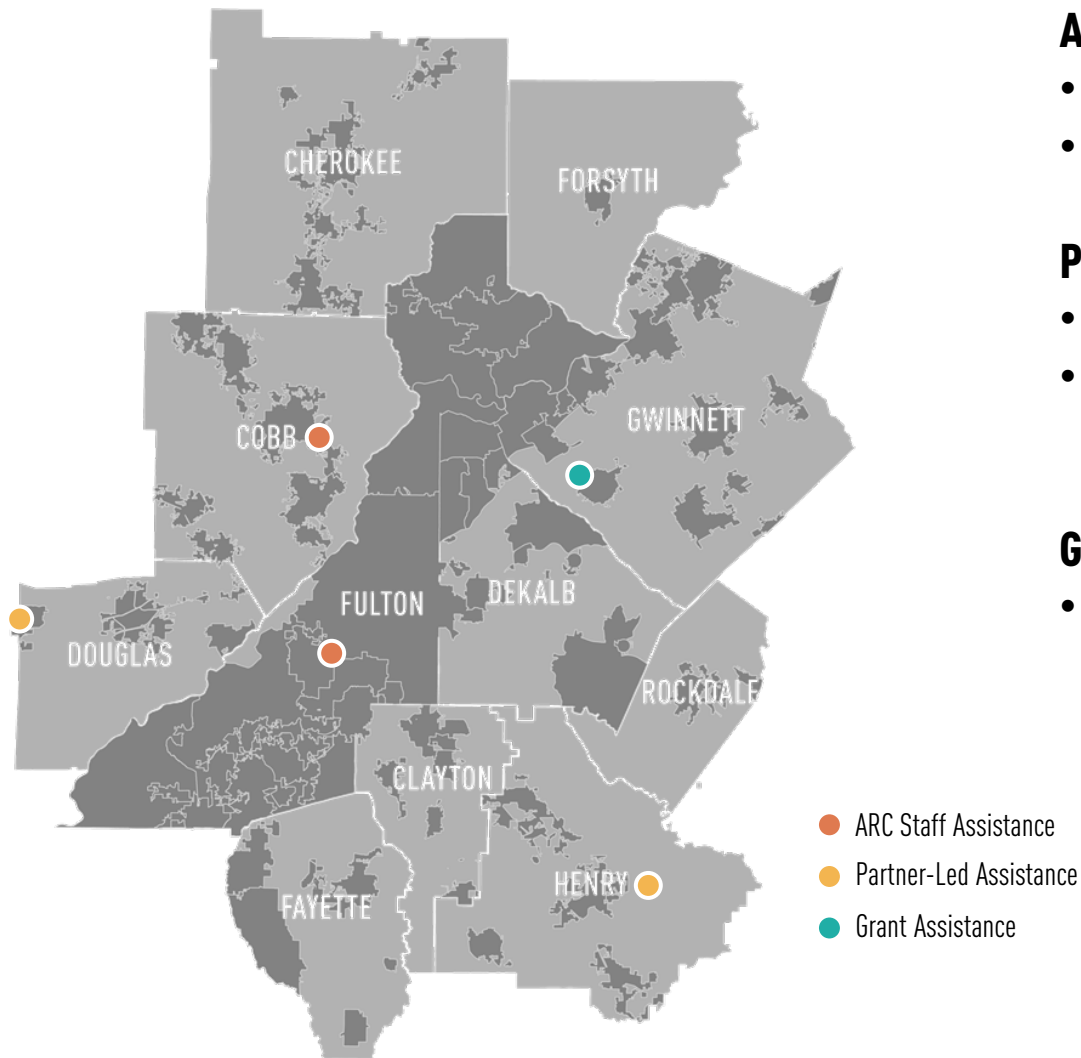 A
•
•
P
•
•
G
•
CHEROKEE
FORSYTH
GWINNETT
COBB
FULTON
DEKALB
DOUGLAS
ROCKDALE
CLAYTON
HENRY
FAYETTE
ARC Staff Assistance
Partner-Led Assistance
Grant Assistance